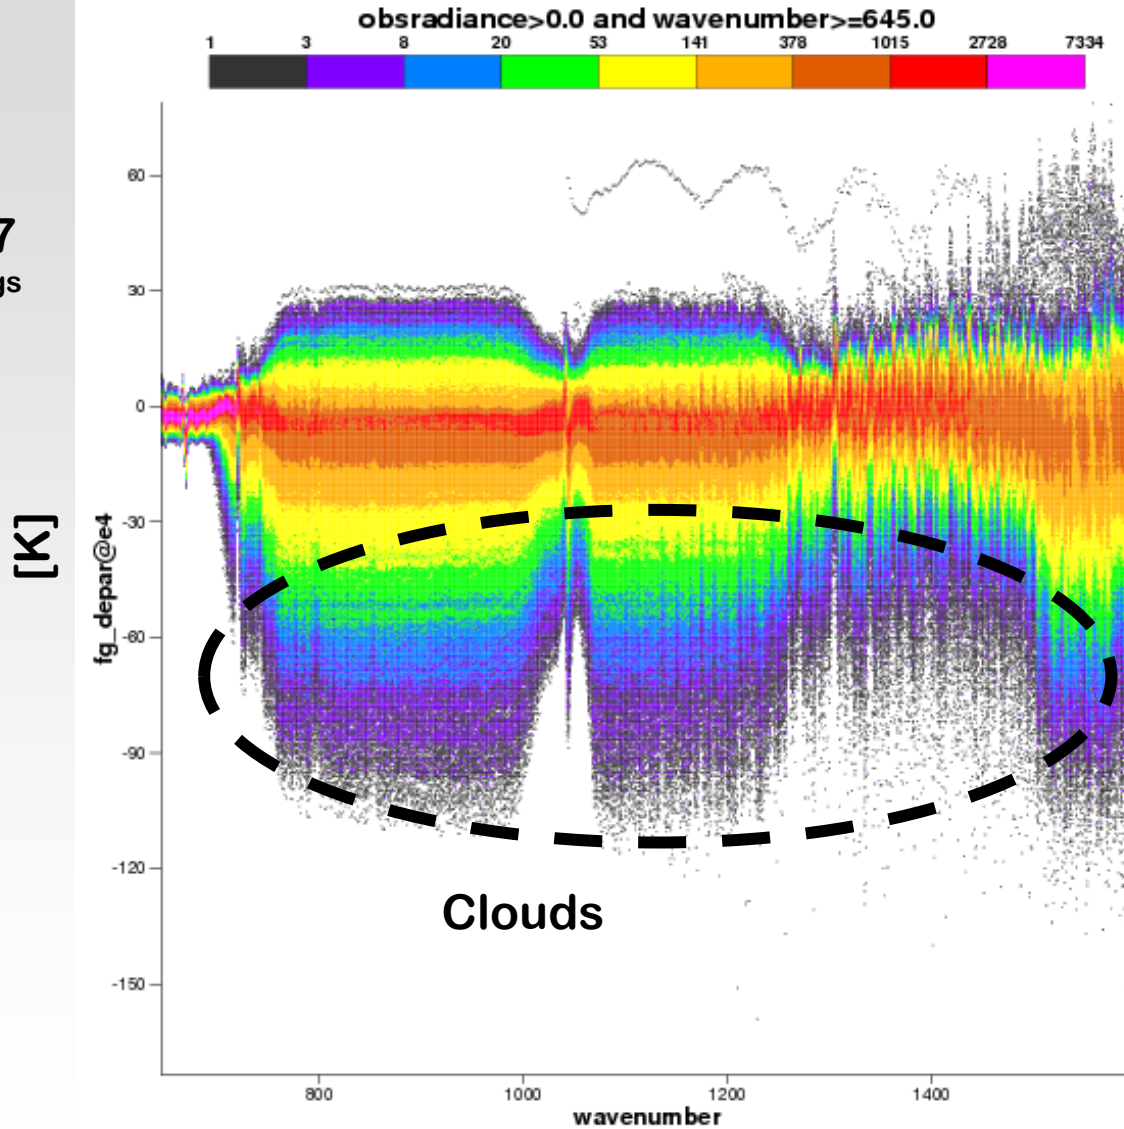 obsradiance>0.0 and wavenumber>=645.0
1 3 8 20 53 141 378 1015 2728 7334
7
gs
[K]
fg_depar@e4
60
30
0
-30
-60
-90
-120
-150
Clouds
800 1000 1200 1400
wavenumber